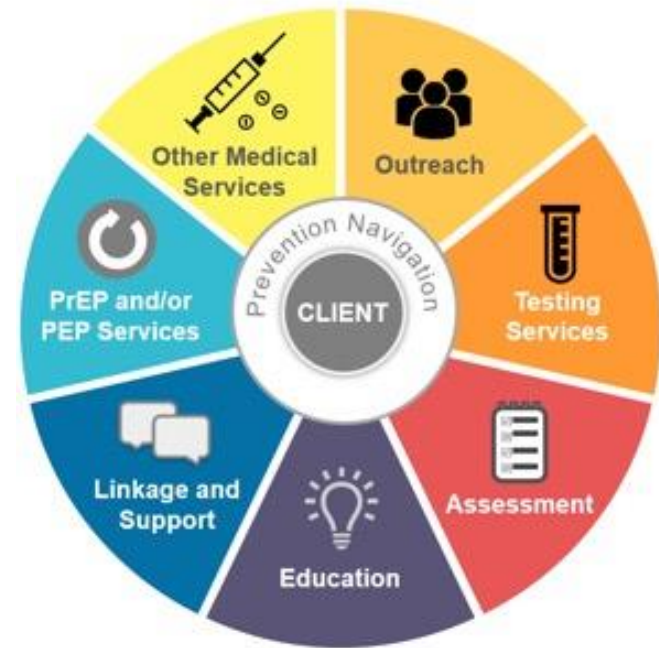 Other Medical
Services
Outreach
Testing
Services
Assessment
Education
Linkage and
Support
PrEP and/or
PEP Services
Prevention Navigation
CLIENT